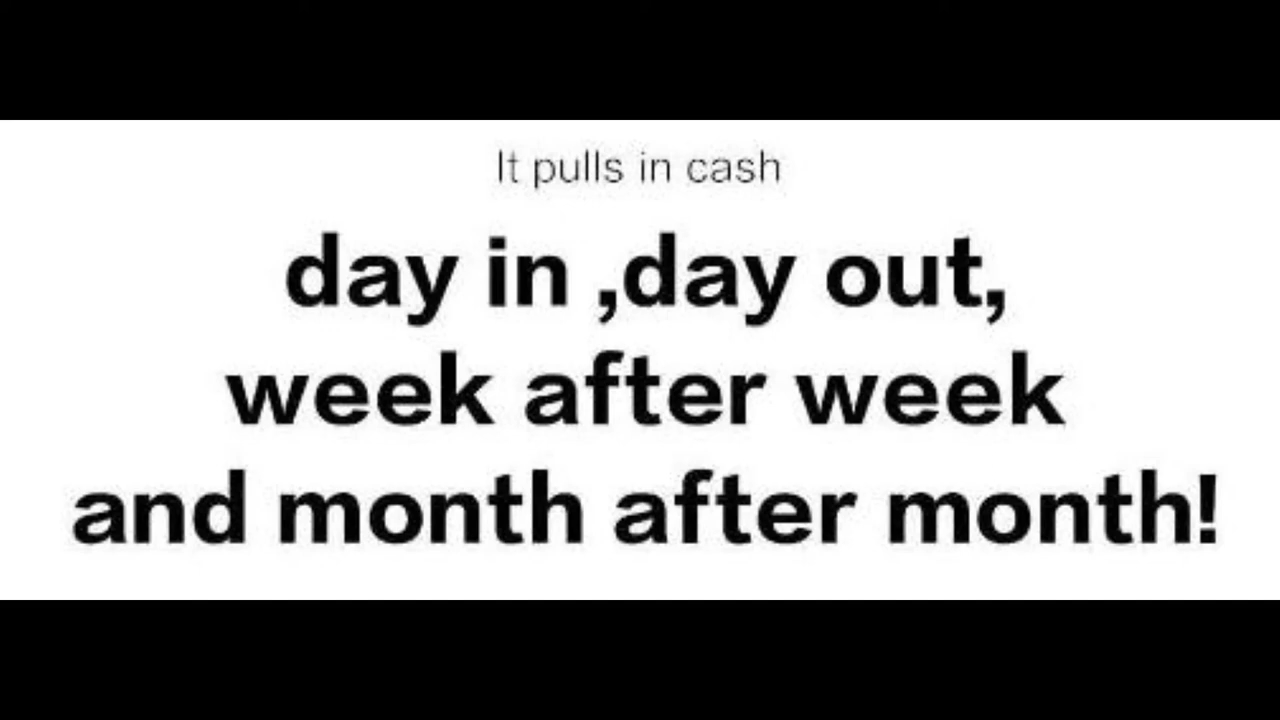 It pulls in cash
day in ,day out,
week after week
and month after month!